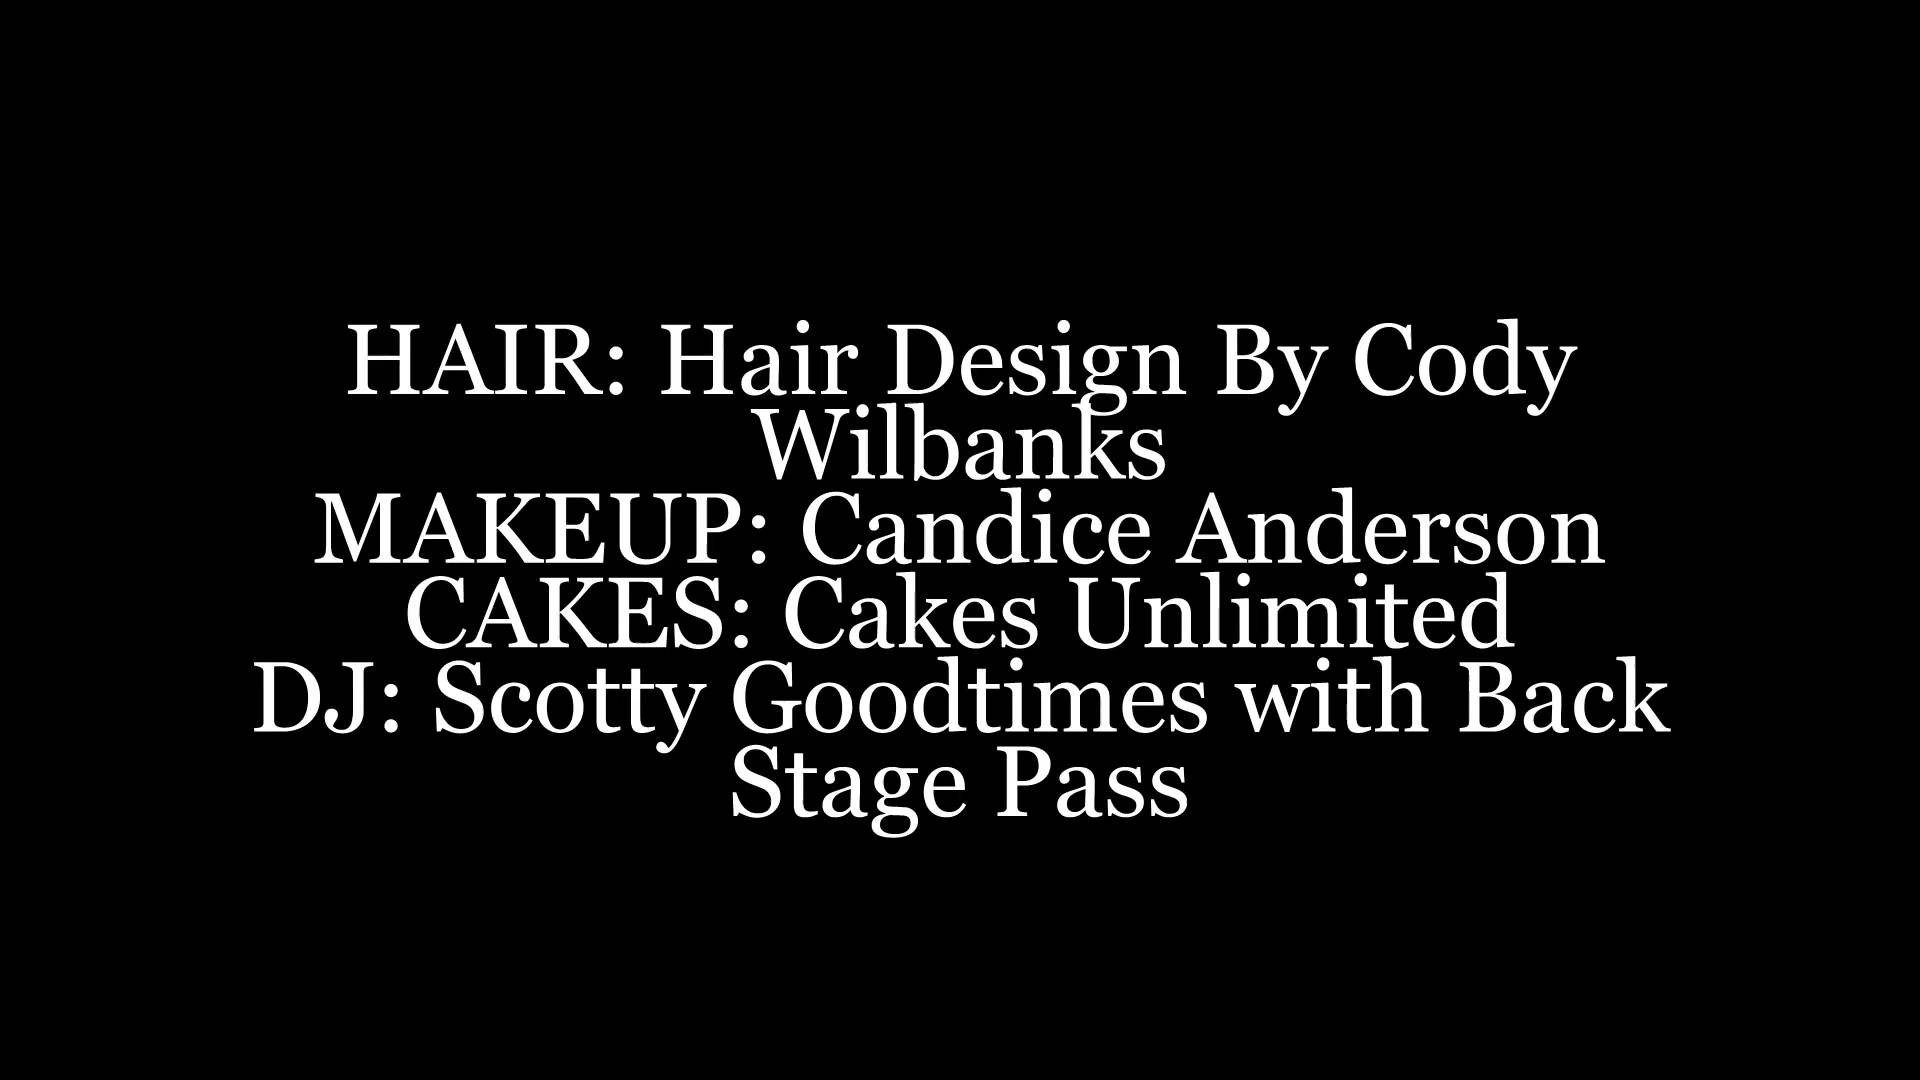 HAIR: Hair Design By Cody
Wilbanks
MAKEUP: Candice Anderson
CAKES: Cakes Unlimited
DJ: Scotty Goodtimes with Back
Stage Pass